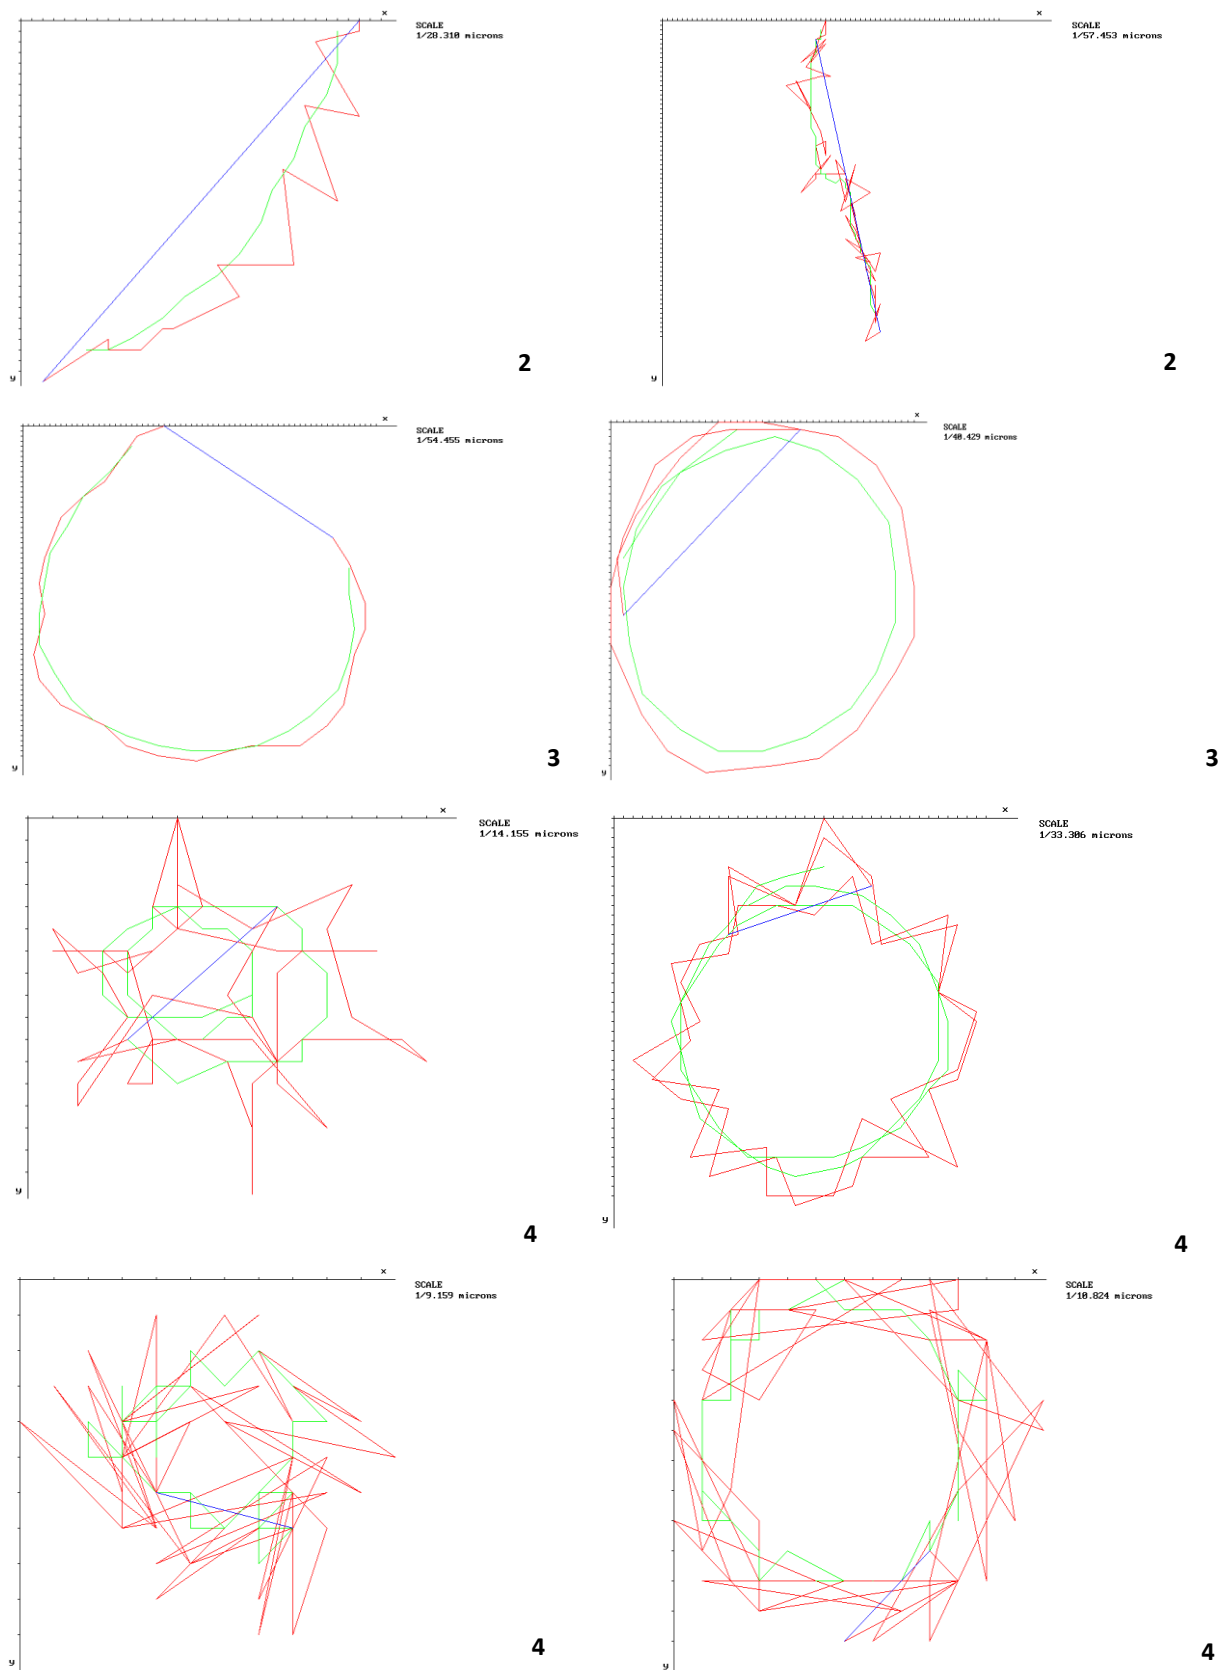 x
SCALE
1/28.310 microns
y
2
x
SCALE
1/57.453 microns
y
2
x
SCALE
1/54.455 microns
y
3
x
SCALE
1/40.429 microns
y
3
x
SCALE
1/14.155 microns
y
4
x
SCALE
1/33.306 microns
y
4
x
SCALE
1/9.159 microns
y
4
x
SCALE
1/10.824 microns
y
4